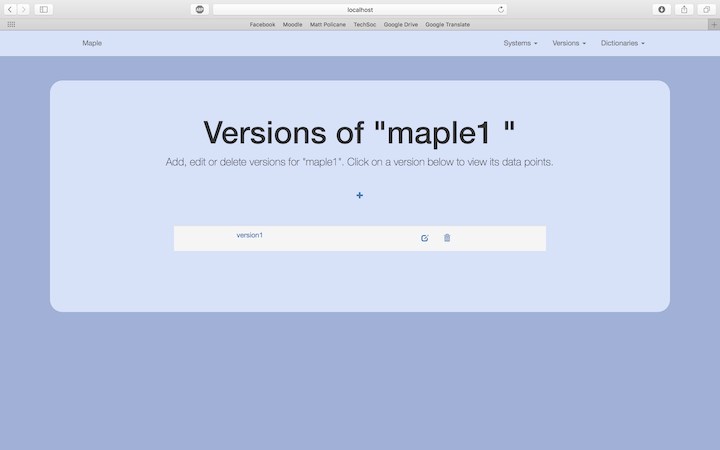 localhost
ABP
Facebook Moodle Matt Policane TechSoc Google Drive Google Translate
Maple Systems Versions Dictionaries
Versions of "maple1 "
Add, edit or delete versions for "maple1". Click on a version below to view its data points.
version1